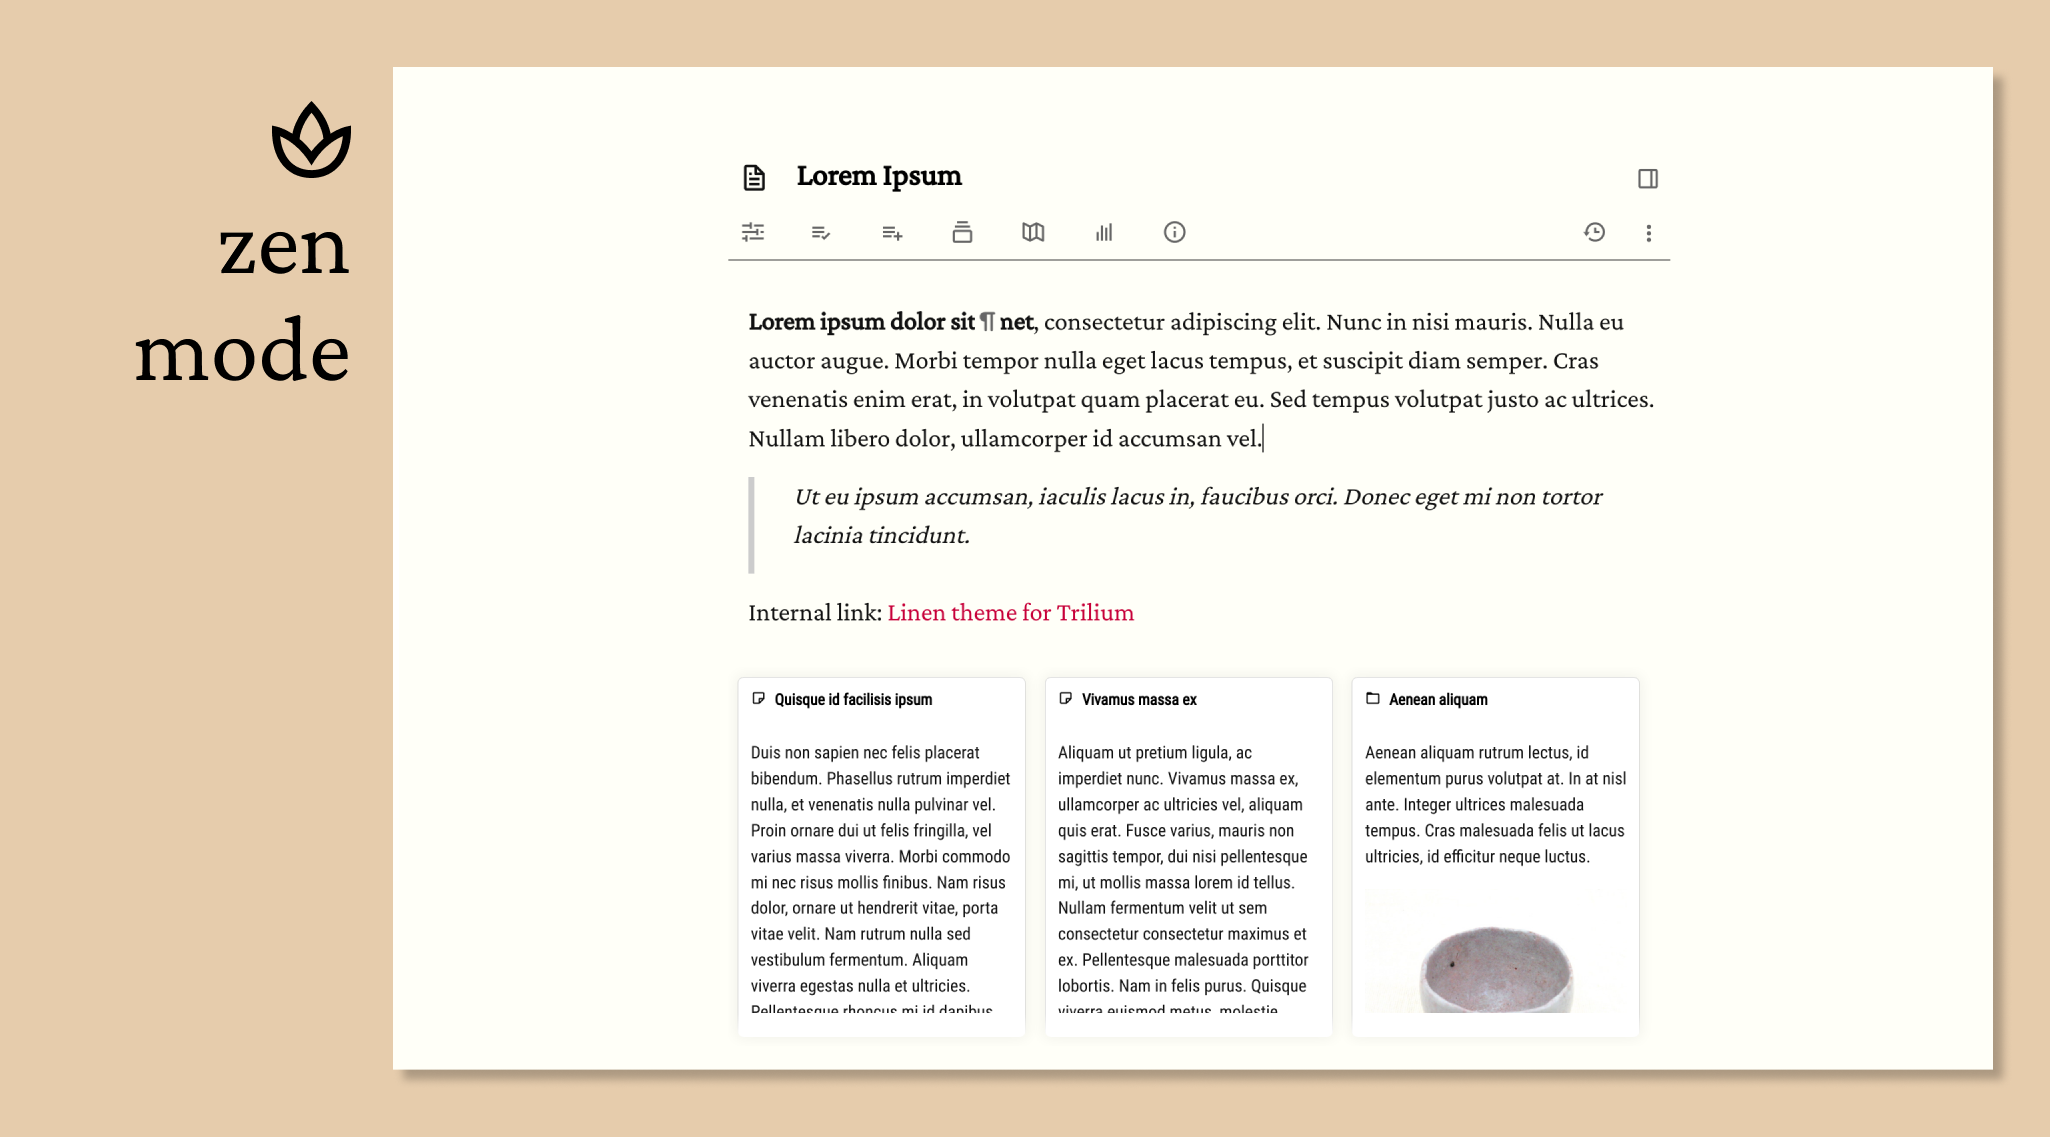 zen
mode
Lorem Ipsum
Lorem ipsum dolor sit ¶ net, consectetur adipiscing elit. Nunc in nisi mauris. Nulla eu
auctor augue. Morbi tempor nulla eget lacus tempus, et suscipit diam semper. Cras
venenatis enim erat, in volutpat quam placerat eu. Sed tempus volutpat justo ac ultrices.
Nullam libero dolor, ullamcorper id accumsan vel.
Ut eu ipsum accumsan, iaculis lacus in, faucibus orci. Donec eget mi non tortor
lacinia tincidunt.
Internal link: Linen theme for Trilium
Quisque id facilisis ipsum
Duis non sapien nec felis placerat
bibendum. Phasellus rutrum imperdiet
nulla, et venenatis nulla pulvinar vel.
Proin ornare dui ut felis fringilla, vel
varius massa viverra. Morbi commodo
mi nec risus mollis finibus. Nam risus
dolor, ornare ut hendrerit vitae, porta
vitae velit. Nam rutrum nulla sed
vestibulum fermentum. Aliquam
viverra egestas nulla et ultricies.
Pellentesque rhoncus mi id dapibus
Vivamus massa ex
Aliquam ut pretium ligula, ac
imperdiet nunc. Vivamus massa ex,
ullamcorper ac ultricies vel, aliquam
quis erat. Fusce varius, mauris non
sagittis tempor, dui nisi pellentesque
mi, ut mollis massa lorem id tellus.
Nullam fermentum velit ut sem
consectetur consectetur maximus et
ex. Pellentesque malesuada porttitor
lobortis. Nam in felis purus. Quisque
viverra euismod metus, molestie
Aenean aliquam
Aenean aliquam rutrum lectus, id
elementum purus volutpat at. In at nisl
ante. Integer ultrices malesuada
tempus. Cras malesuada felis ut lacus
ultricies, id efficitur neque luctus.